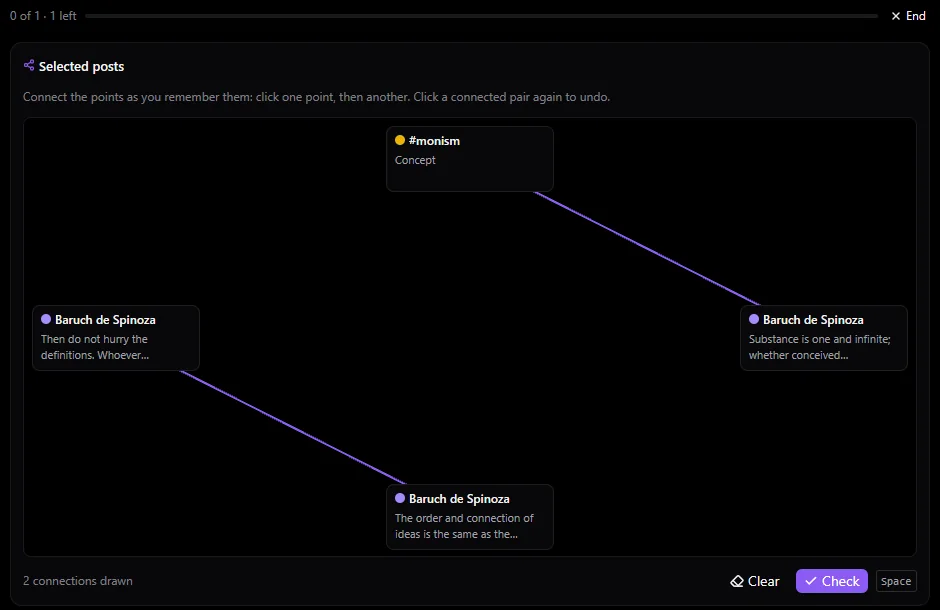 0 of 1 · 1 left
End
Selected posts
Connect the points as you remember them: click one point, then another. Click a connected pair again to undo.
#monism
Concept
Baruch de Spinoza
Then do not hurry the
definitions. Whoever...
Baruch de Spinoza
Substance is one and infinite;
whether conceived...
Baruch de Spinoza
The order and connection of
ideas is the same as the...
2 connections drawn
Clear
Check
Space